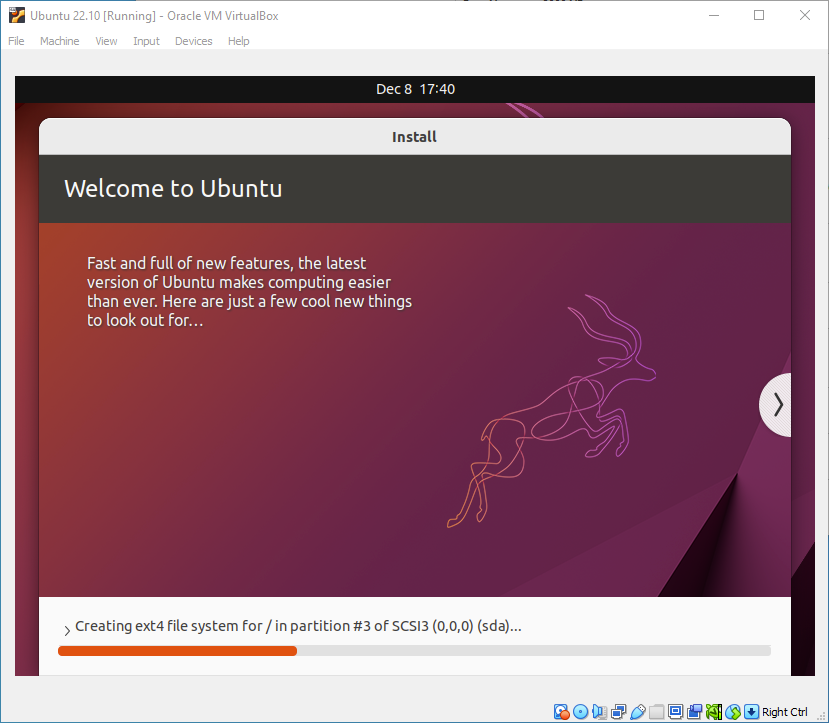 Ubuntu 22.10 [Running] - Oracle VM VirtualBox
File Machine View Input Devices Help
Dec 8 17:40
Install
Welcome to Ubuntu
Fast and full of new features, the latest
version of Ubuntu makes computing easier
than ever. Here are just a few cool new things
to look out for...
Creating ext4 file system for / in partition #3 of SCSI3 (0,0,0) (sda)...
Right Ctrl